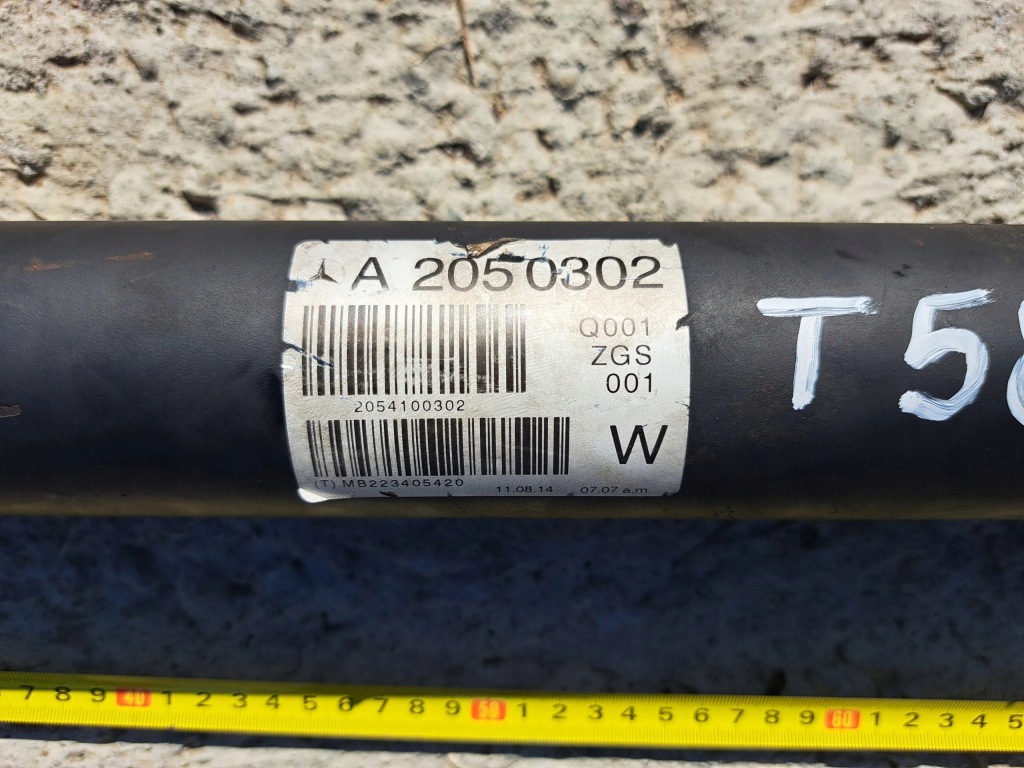 A 2050302
Q001
ZGS
001
2054100302
W
(T) MB223405420 11.08.14 07.07 a.m.
T 5
7 8 9 40 1 2 3 4 5 6 7 8 9 50 1 2 3 4 5 6 7 8 9 60 1 2 3 4 5